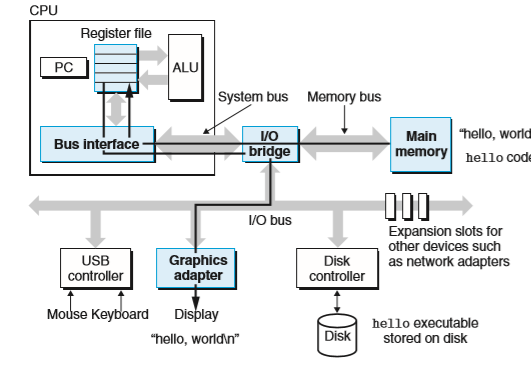 CPU
Register file
PC
ALU
System bus
Memory bus
Bus interface
I/O
bridge
Main
memory
"hello, world
hello code
I/O bus
Expansion slots for
other devices such
as network adapters
USB
controller
Graphics
adapter
Disk
controller
Mouse Keyboard
Display
"hello, world\n"
Disk
hello executable
stored on disk